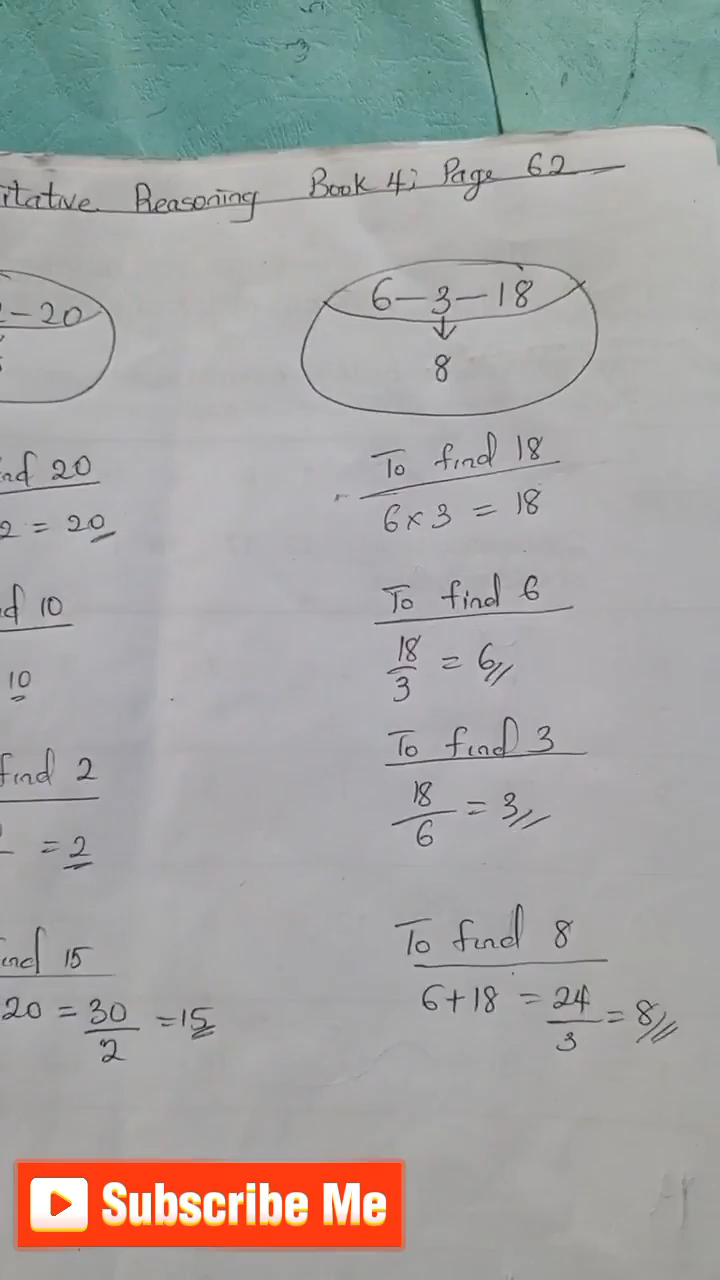 Reasoning Book 4; Page 62
- 20
6 - 3 - 18
↓
8
20
2 = 20
10
10
find 2
= 2
15
20 = 30/2 = 15
To find 18
6 × 3 = 18
To find 6
18/3 = 6
To find 3
18/6 = 3
To find 8
6 + 18 = 24/3 = 8
Subscribe Me